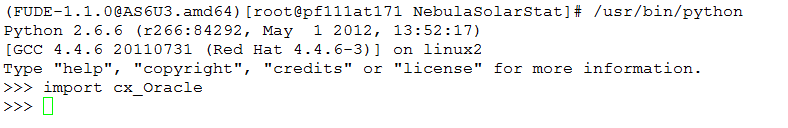 (FUDE-1.1.0@AS6U3.amd64)[root@pf111at171 NebulaSolarStat]# /usr/bin/python
Python 2.6.6 (r266:84292, May  1 2012, 13:52:17)
[GCC 4.4.6 20110731 (Red Hat 4.4.6-3)] on linux2
Type "help", "copyright", "credits" or "license" for more information.
>>> import cx_Oracle
>>>